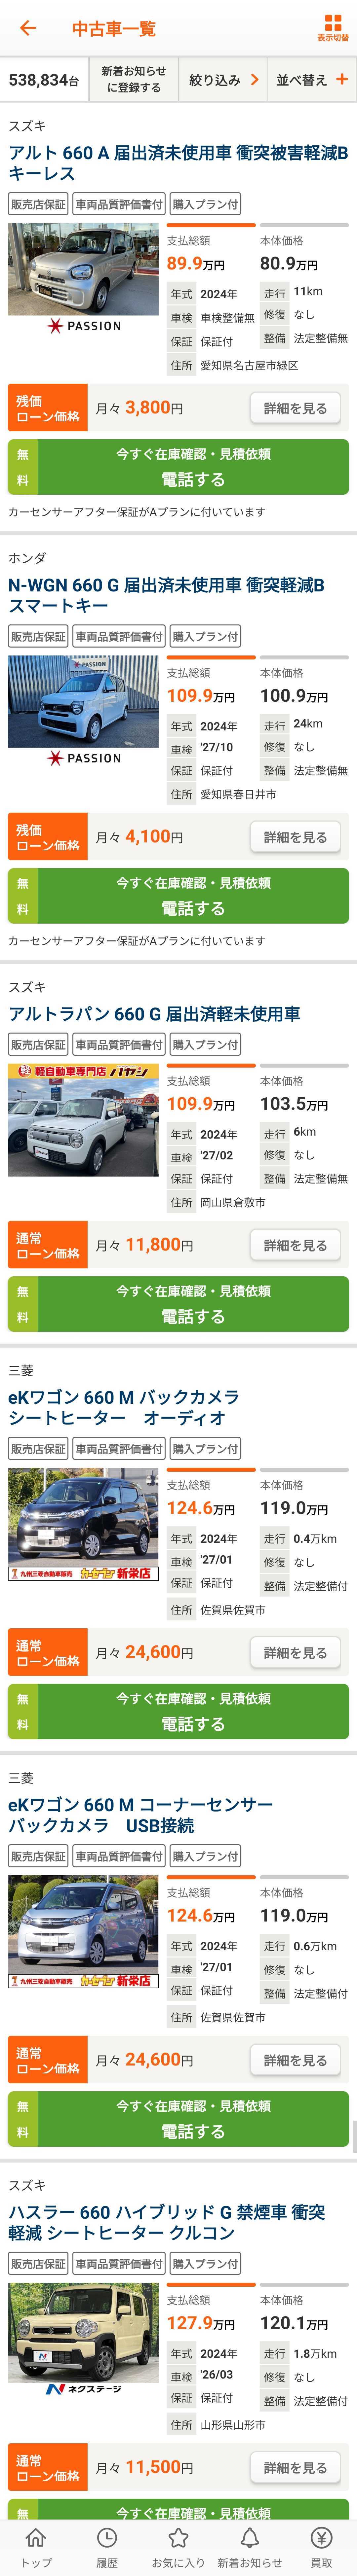 中古車一覧
表示切替
538,834台
新着お知らせ
に登録する
絞り込み
並べ替え
スズキ
アルト 660 A 届出済未使用車 衝突被害軽減B
キーレス
販売店保証 車両品質評価書付 購入プラン付
支払総額 本体価格
89.9万円 80.9万円
年式 2024年 走行 11km
車検 車検整備無 修復 なし
保証 保証付 整備 法定整備無
住所 愛知県名古屋市緑区
PASSION
残価
ローン価格
月々 3,800円
詳細を見る
無料
今すぐ在庫確認・見積依頼
電話する
カーセンサーアフター保証がAプランに付いています
ホンダ
N-WGN 660 G 届出済未使用車 衝突軽減B
スマートキー
販売店保証 車両品質評価書付 購入プラン付
PASSION
支払総額 本体価格
109.9万円 100.9万円
年式 2024年 走行 24km
車検 '27/10 修復 なし
保証 保証付 整備 法定整備無
住所 愛知県春日井市
PASSION
残価
ローン価格
月々 4,100円
詳細を見る
無料
今すぐ在庫確認・見積依頼
電話する
カーセンサーアフター保証がAプランに付いています
スズキ
アルトラパン 660 G 届出済軽未使用車
販売店保証 車両品質評価書付 購入プラン付
軽 軽自動車専門店 ハヤシ
支払総額 本体価格
109.9万円 103.5万円
年式 2024年 走行 6km
車検 '27/02 修復 なし
保証 保証付 整備 法定整備無
住所 岡山県倉敷市
通常
ローン価格
月々 11,800円
詳細を見る
無料
今すぐ在庫確認・見積依頼
電話する
三菱
eKワゴン 660 M バックカメラ
シートヒーター　オーディオ
販売店保証 車両品質評価書付 購入プラン付
支払総額 本体価格
124.6万円 119.0万円
年式 2024年 走行 0.4万km
車検 '27/01 修復 なし
保証 保証付 整備 法定整備付
住所 佐賀県佐賀市
九州三菱自動車販売 カーセブン 新栄店
通常
ローン価格
月々 24,600円
詳細を見る
無料
今すぐ在庫確認・見積依頼
電話する
三菱
eKワゴン 660 M コーナーセンサー
バックカメラ　USB接続
販売店保証 車両品質評価書付 購入プラン付
支払総額 本体価格
124.6万円 119.0万円
年式 2024年 走行 0.6万km
車検 '27/01 修復 なし
保証 保証付 整備 法定整備付
住所 佐賀県佐賀市
九州三菱自動車販売 カーセブン 新栄店
通常
ローン価格
月々 24,600円
詳細を見る
無料
今すぐ在庫確認・見積依頼
電話する
スズキ
ハスラー 660 ハイブリッド G 禁煙車 衝突
軽減 シートヒーター クルコン
販売店保証 車両品質評価書付 購入プラン付
支払総額 本体価格
127.9万円 120.1万円
年式 2024年 走行 1.8万km
車検 '26/03 修復 なし
保証 保証付 整備 法定整備付
住所 山形県山形市
ネクステージ
通常
ローン価格
月々 11,500円
詳細を見る
無
今すぐ在庫確認・見積依頼
トップ 履歴 お気に入り 新着お知らせ 買取